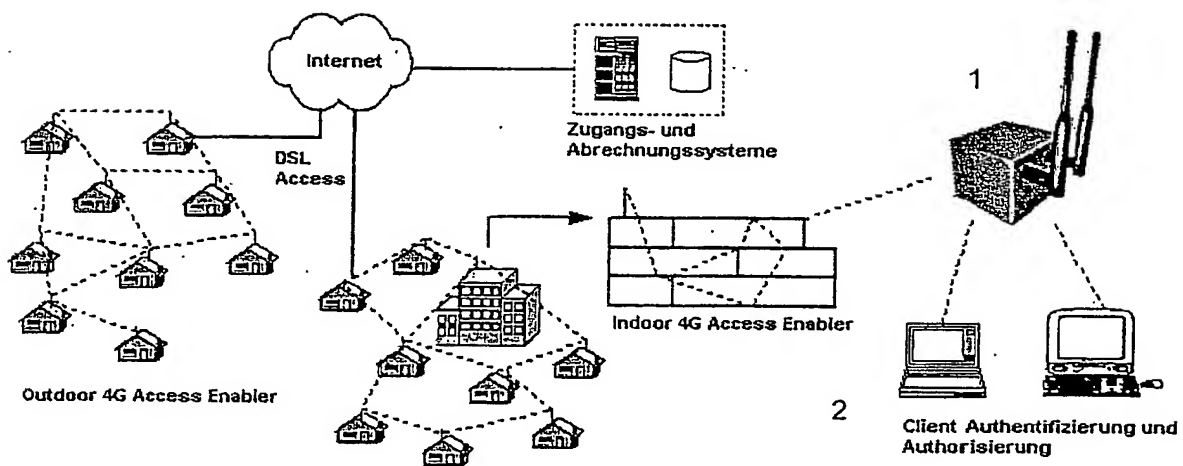 Internet
1
Zugangs- und
Abrechnungssysteme
DSL
Access
Indoor 4G Access Enabler
Outdoor 4G Access Enabler
2
Client Authentifizierung und
Authorisierung